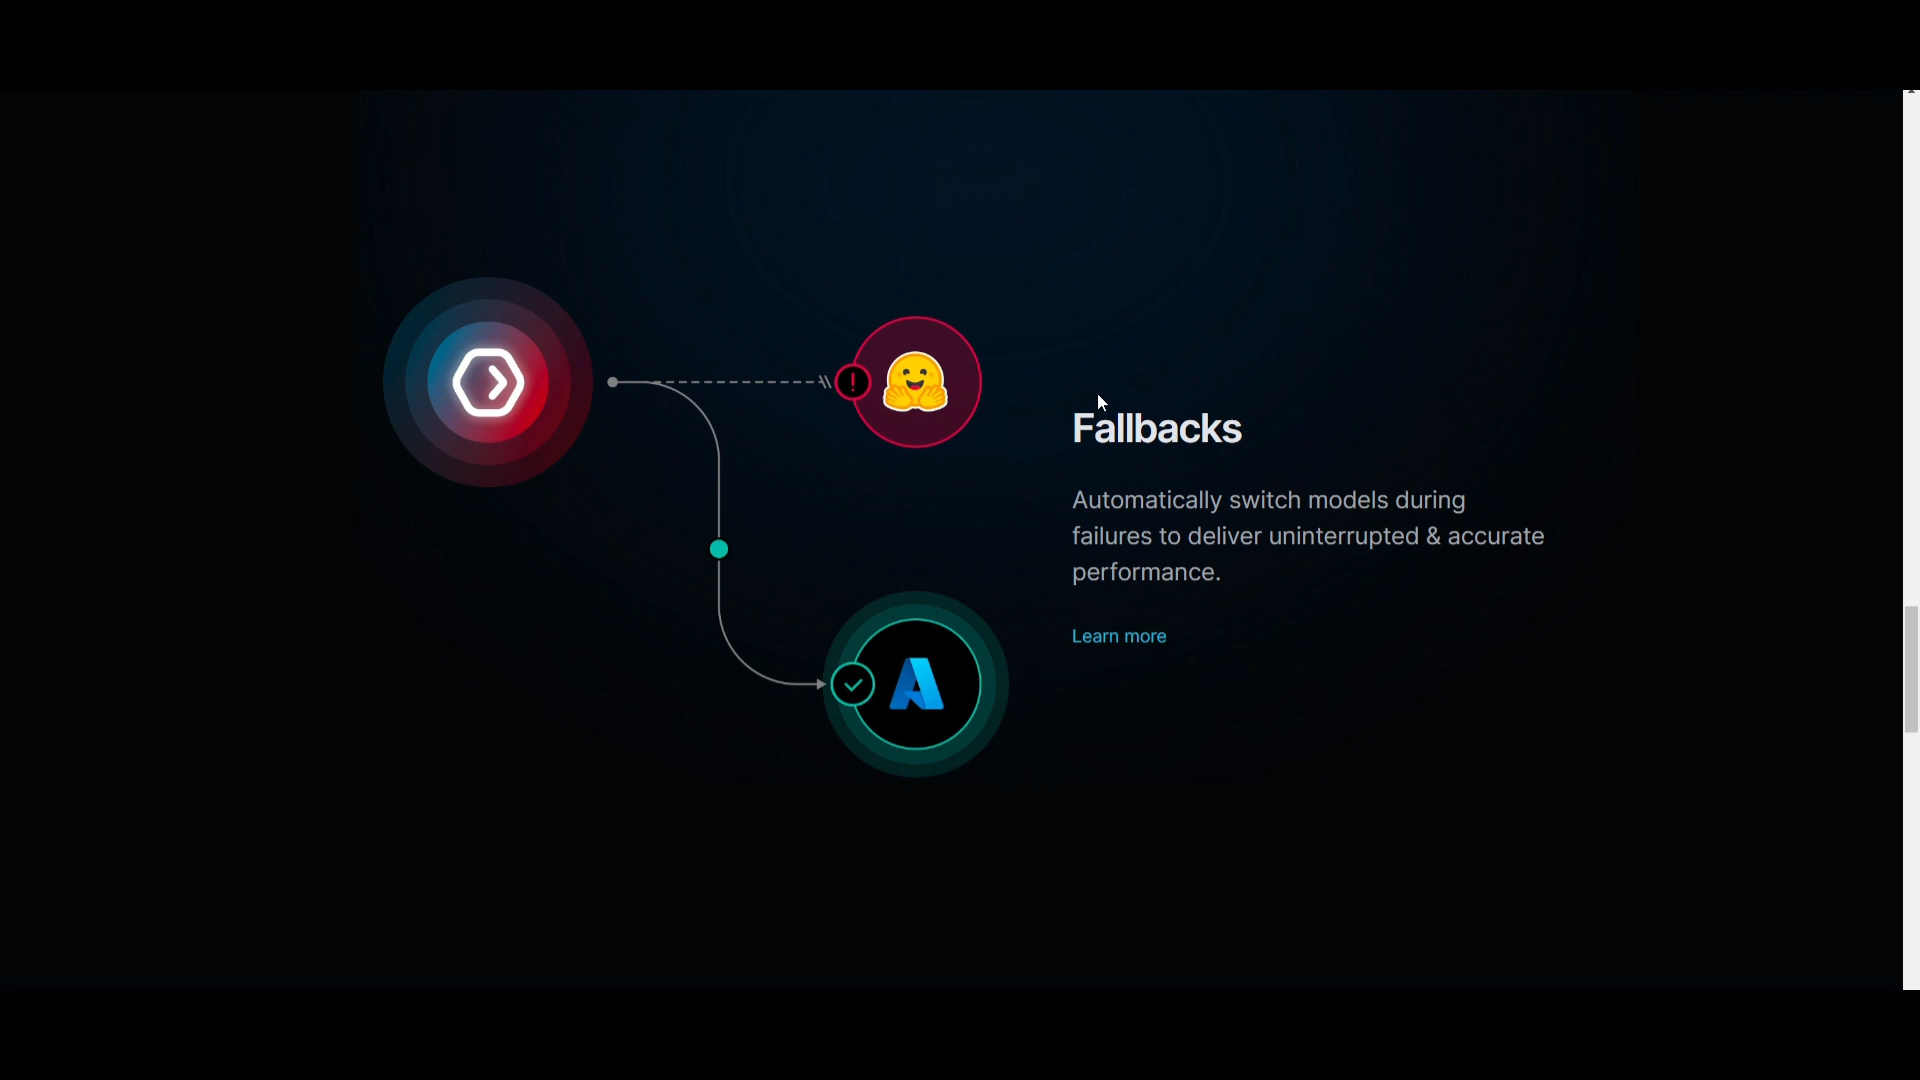 Fallbacks
Automatically switch models during
failures to deliver uninterrupted & accurate
performance.
Learn more